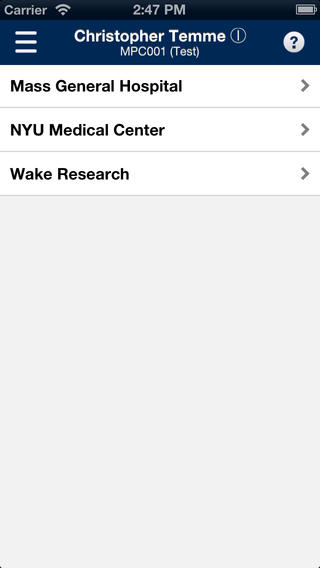 Carrier 2:47 PM
Christopher Temme Ⓘ
MPC001 (Test)
?
Mass General Hospital
NYU Medical Center
Wake Research